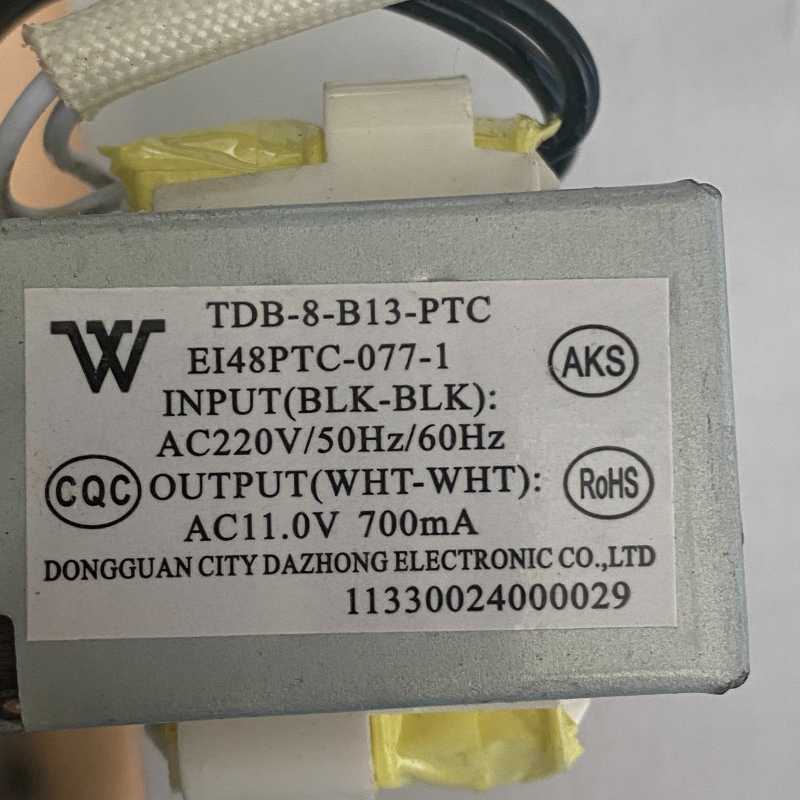 W TDB-8-B13-PTC
EI48PTC-077-1 AKS
INPUT(BLK-BLK):
AC220V/50Hz/60Hz
CQC OUTPUT(WHT-WHT): RoHS
AC11.0V 700mA
DONGGUAN CITY DAZHONG ELECTRONIC CO.,LTD
11330024000029